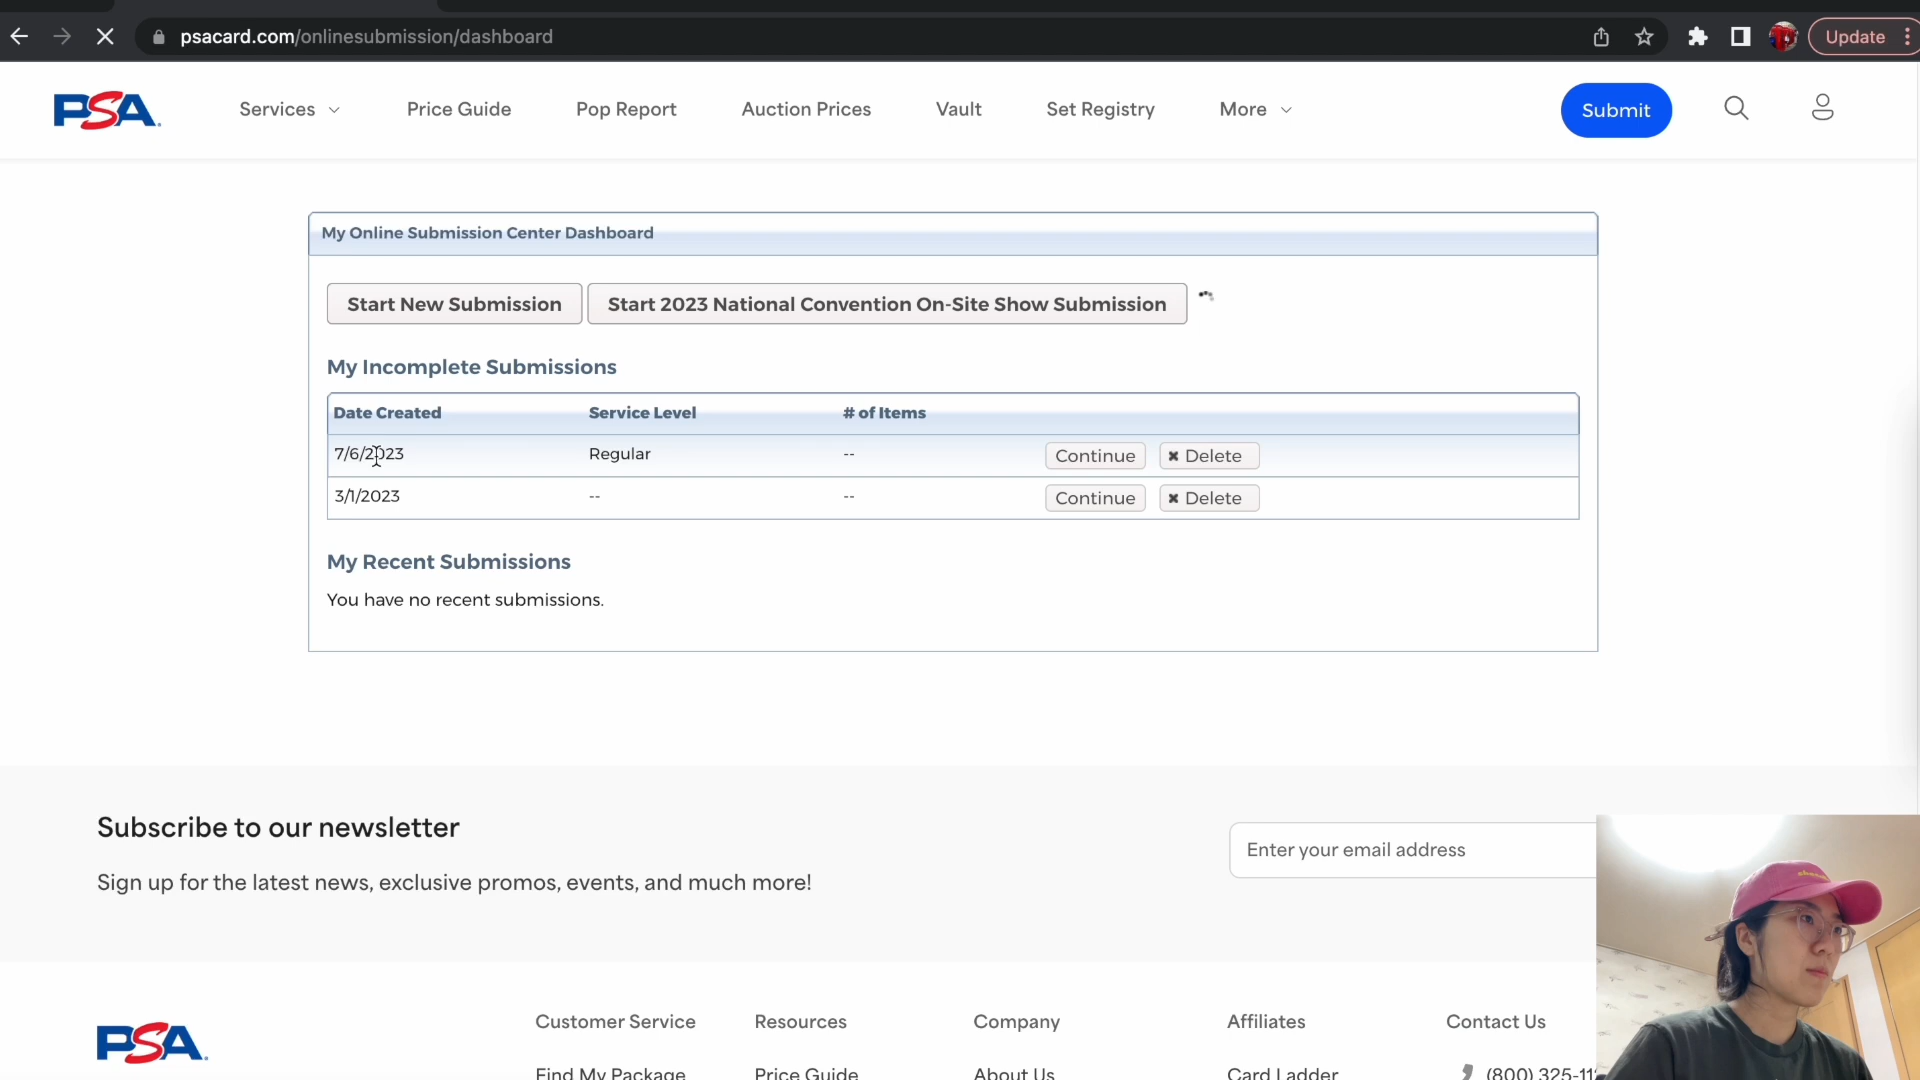 psacard.com/onlinesubmission/dashboard
Update
PSA
Services
Price Guide
Pop Report
Auction Prices
Vault
Set Registry
More
Submit
My Online Submission Center Dashboard
Start New Submission
Start 2023 National Convention On-Site Show Submission
My Incomplete Submissions
Date Created
Service Level
# of Items
7/6/2023
Regular
--
Continue
✖ Delete
3/1/2023
--
--
Continue
✖ Delete
My Recent Submissions
You have no recent submissions.
Subscribe to our newsletter
Sign up for the latest news, exclusive promos, events, and much more!
Enter your email address
PSA
Customer Service
Resources
Company
Affiliates
Contact Us
Find My Package
Price Guide
About Us
Card Ladder
(800) 325-11